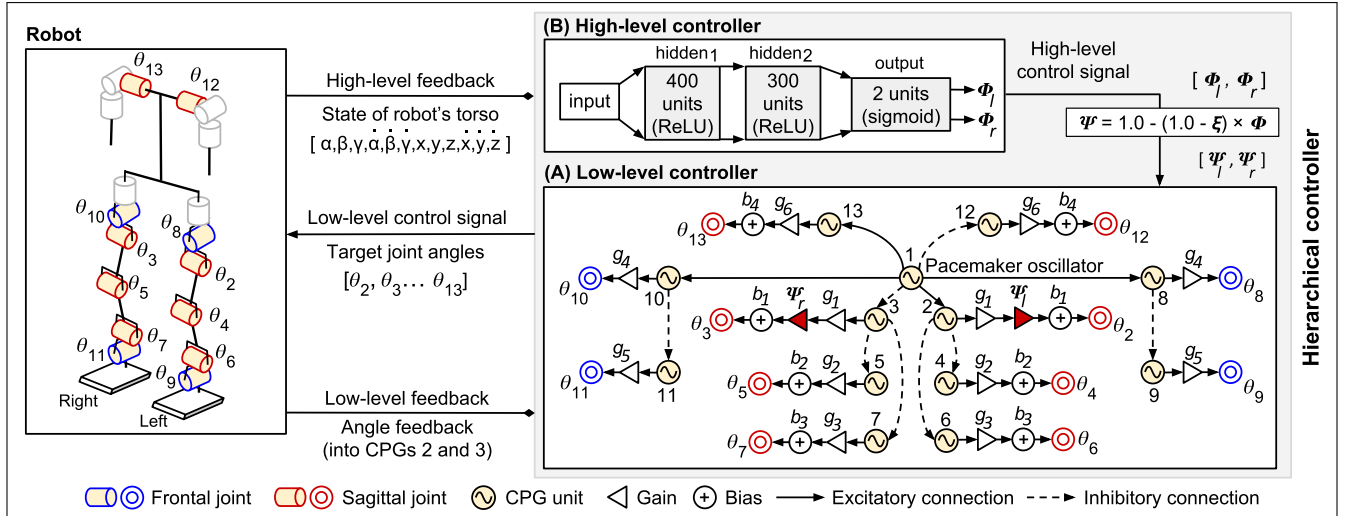 Robot
θ13
θ12
θ10
θ8
θ3
θ2
θ5
θ4
θ7
θ6
θ11
θ9
Right
Left
High-level feedback
State of robot's torso
[ α,β,γ,α̇,β̇,γ̇,x,y,z,ẋ,ẏ,ż ]
Low-level control signal
Target joint angles
[θ2, θ3... θ13]
Low-level feedback
Angle feedback
(into CPGs 2 and 3)
(B) High-level controller
input
hidden1
400
units
(ReLU)
hidden2
300
units
(ReLU)
output
2 units
(sigmoid)
Φl
Φr
High-level
control signal
[ Φl , Φr ]
Ψ = 1.0 - (1.0 - ξ) × Φ
[ Ψl , Ψr ]
Hierarchical controller
(A) Low-level controller
θ13 b4 g6 13 12 g6 b4 θ12
1 Pacemaker oscillator
θ10 g4 10 8 g4 θ8
θ3 b1 Ψr g1 3 2 g1 Ψl b1 θ2
θ11 g5 11 9 g5 θ9
θ5 b2 g2 5 4 g2 b2 θ4
θ7 b3 g3 7 6 g3 b3 θ6
Frontal joint Sagittal joint CPG unit Gain Bias Excitatory connection Inhibitory connection